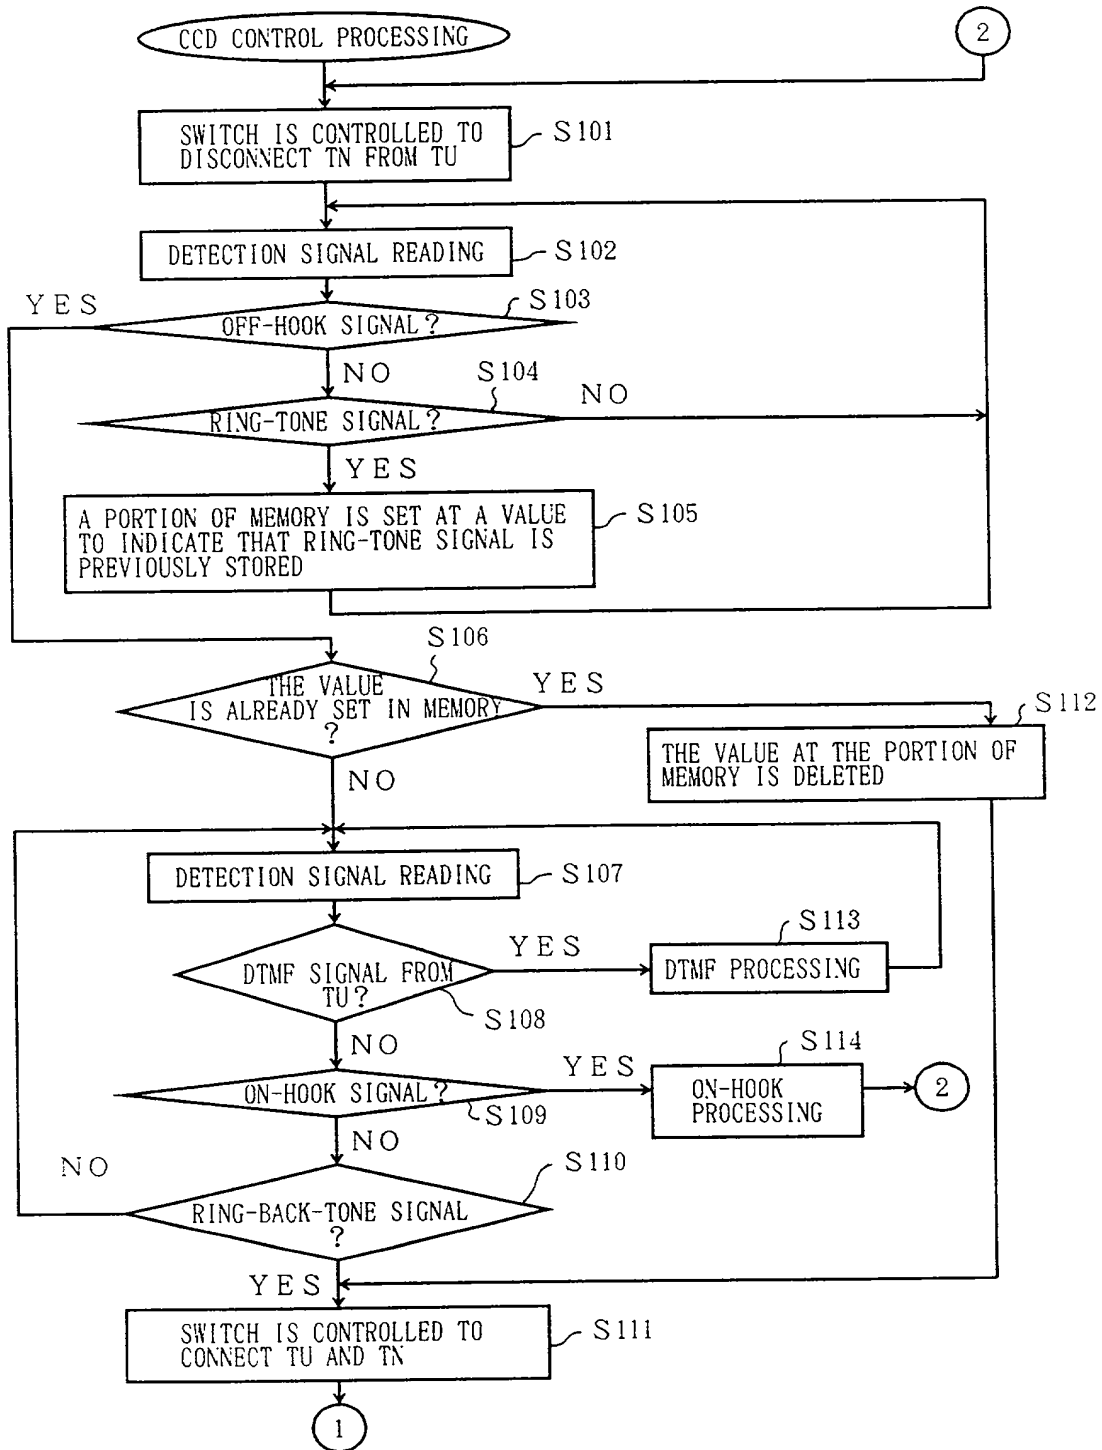 CCD CONTROL PROCESSING
2
SWITCH IS CONTROLLED TO
DISCONNECT TN FROM TU
S101
DETECTION SIGNAL READING
S102
YES
OFF-HOOK SIGNAL?
S103
NO
S104
RING-TONE SIGNAL?
NO
YES
A PORTION OF MEMORY IS SET AT A VALUE
TO INDICATE THAT RING-TONE SIGNAL IS
PREVIOUSLY STORED
S105
S106
THE VALUE
IS ALREADY SET IN MEMORY
?
YES
S112
THE VALUE AT THE PORTION OF
MEMORY IS DELETED
NO
DETECTION SIGNAL READING
S107
DTMF SIGNAL FROM
TU?
YES
S113
DTMF PROCESSING
S108
NO
S114
ON-HOOK SIGNAL?
YES
ON-HOOK
PROCESSING
2
S109
NO
NO
S110
RING-BACK-TONE SIGNAL
?
YES
SWITCH IS CONTROLLED TO
CONNECT TU AND TN
S111
1